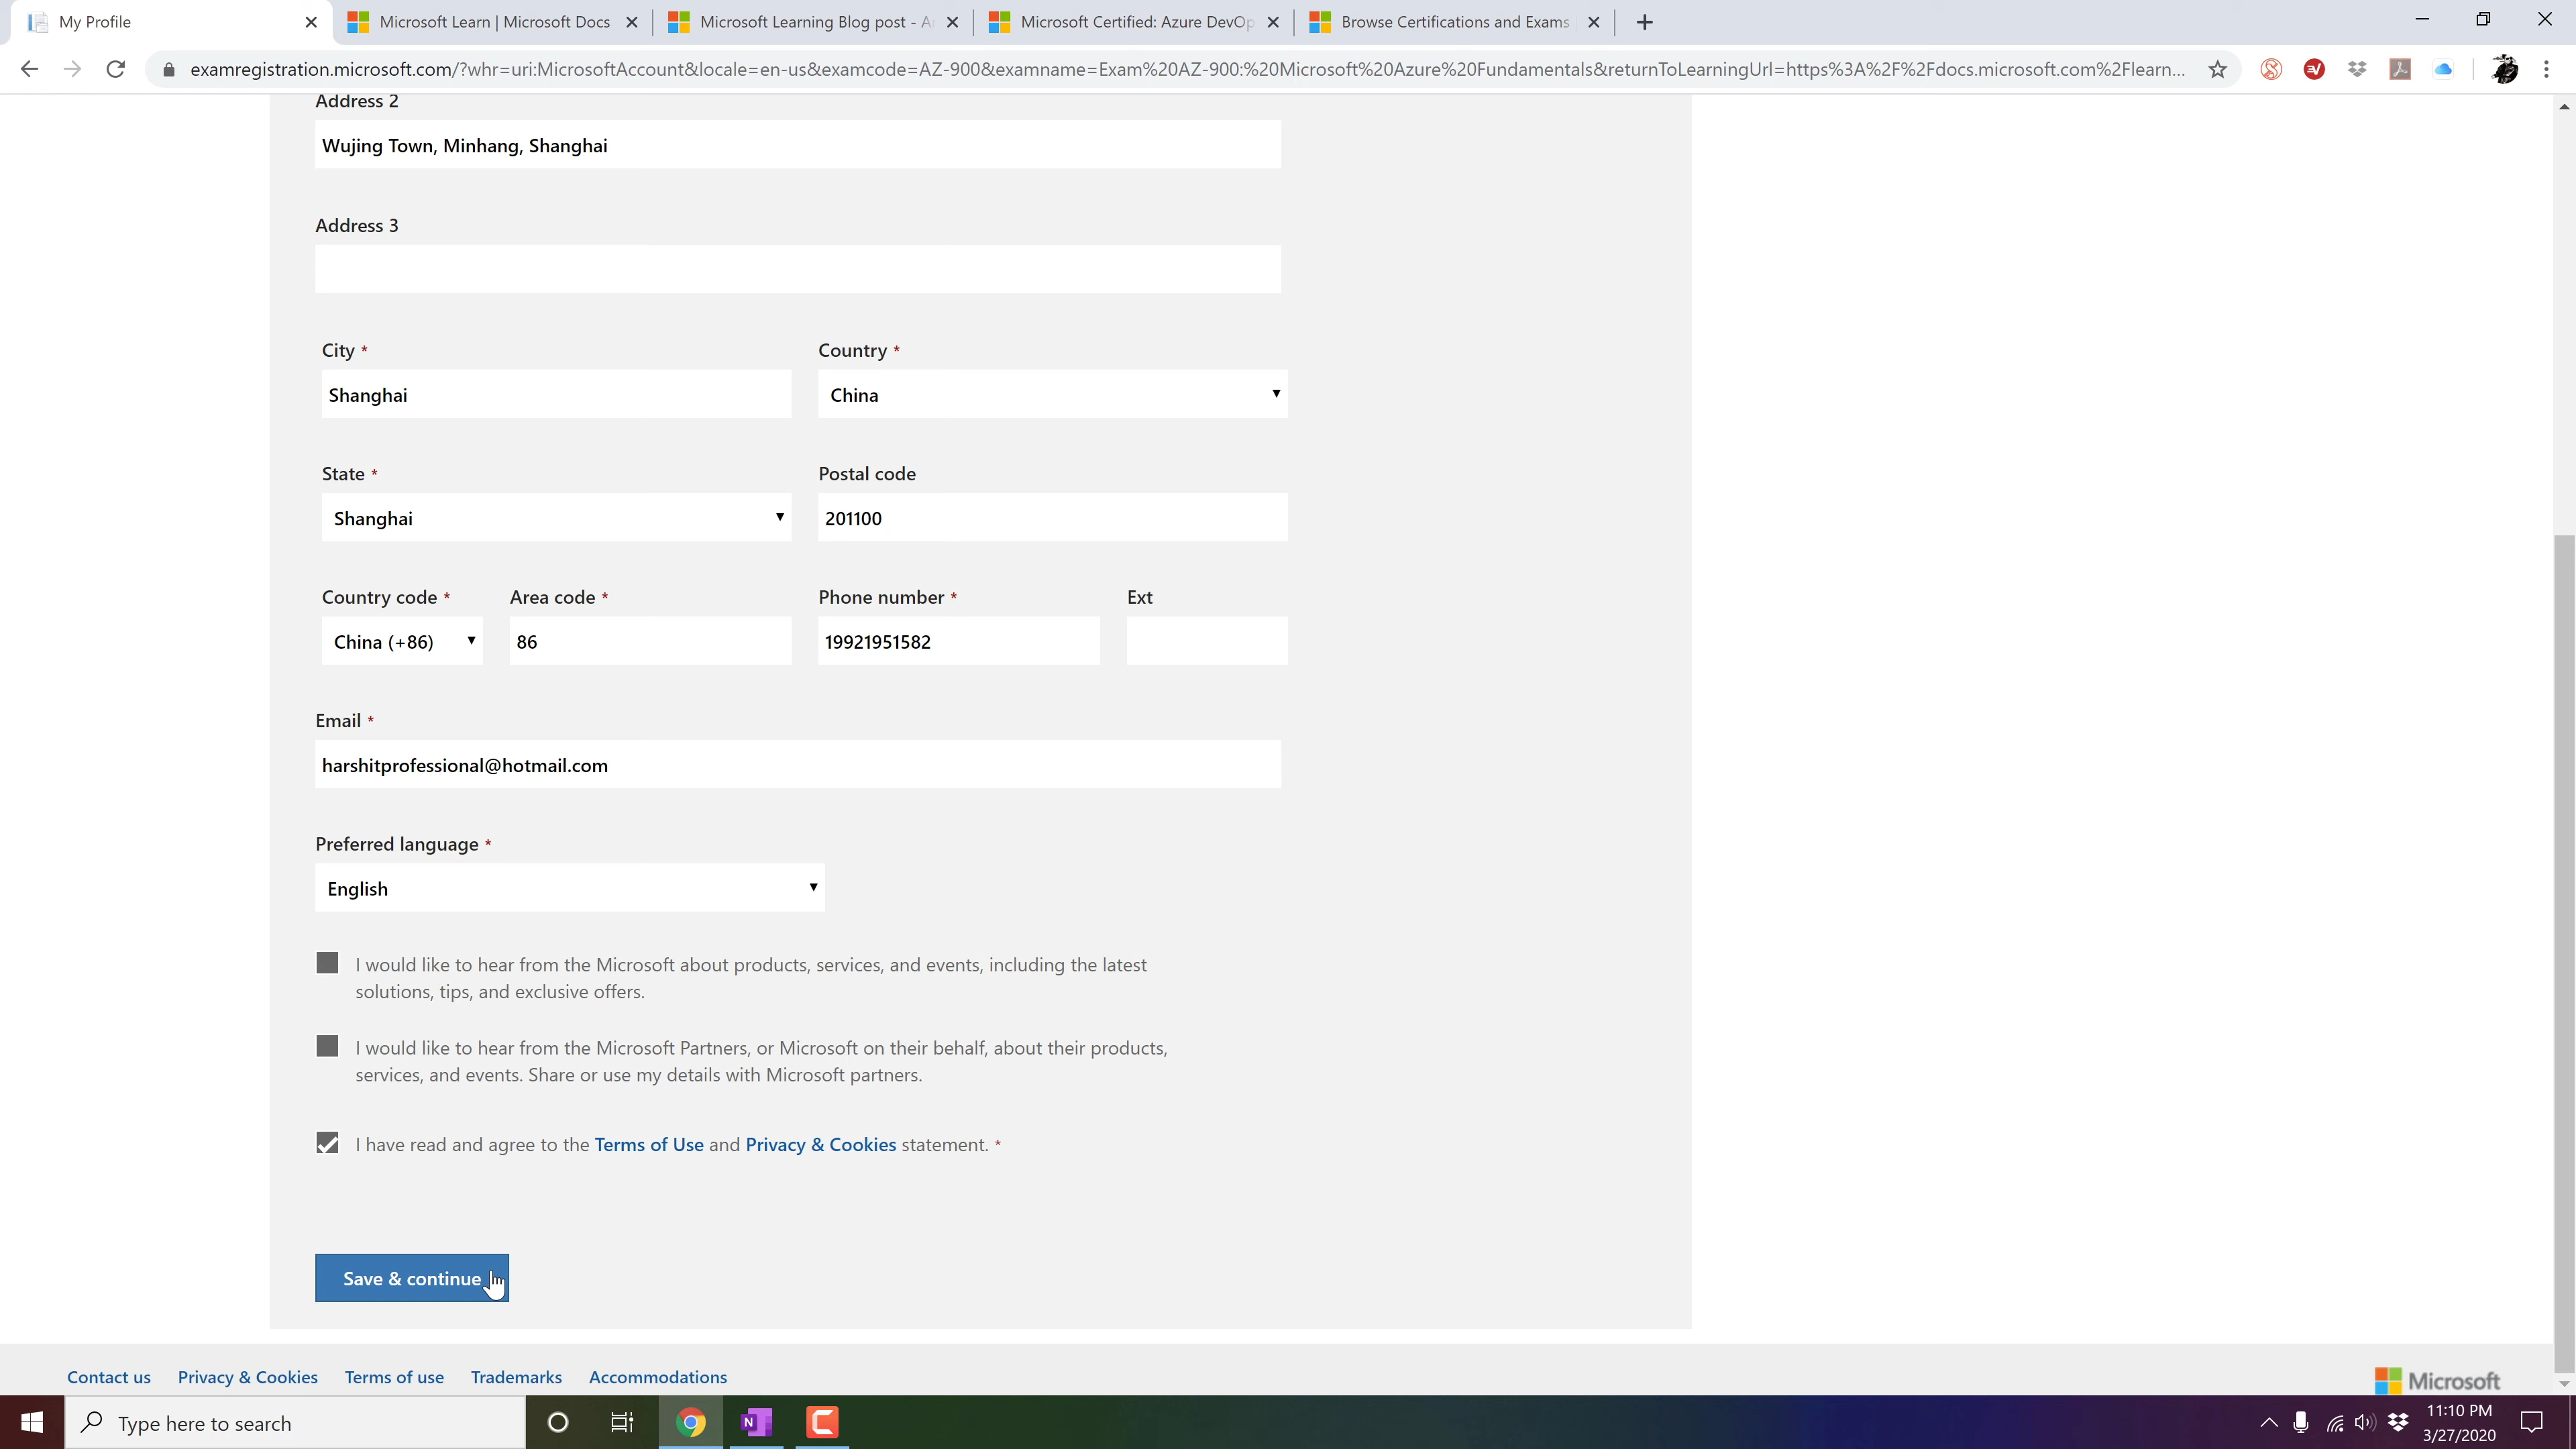 My Profile
Microsoft Learn | Microsoft Docs
Microsoft Learning Blog post - A
Microsoft Certified: Azure DevOp
Browse Certifications and Exams
examregistration.microsoft.com/?whr=uri:MicrosoftAccount&locale=en-us&examcode=AZ-900&examname=Exam%20AZ-900:%20Microsoft%20Azure%20Fundamentals&returnToLearningUrl=https%3A%2F%2Fdocs.microsoft.com%2Flearn...
Address 2
Wujing Town, Minhang, Shanghai
Address 3
City * Country *
Shanghai China
State * Postal code
Shanghai 201100
Country code * Area code * Phone number * Ext
China (+86) 86 19921951582
Email *
harshitprofessional@hotmail.com
Preferred language *
English
I would like to hear from the Microsoft about products, services, and events, including the latest
solutions, tips, and exclusive offers.
I would like to hear from the Microsoft Partners, or Microsoft on their behalf, about their products,
services, and events. Share or use my details with Microsoft partners.
I have read and agree to the Terms of Use and Privacy & Cookies statement. *
Save & continue
Contact us Privacy & Cookies Terms of use Trademarks Accommodations
Microsoft
Type here to search
11:10 PM
3/27/2020